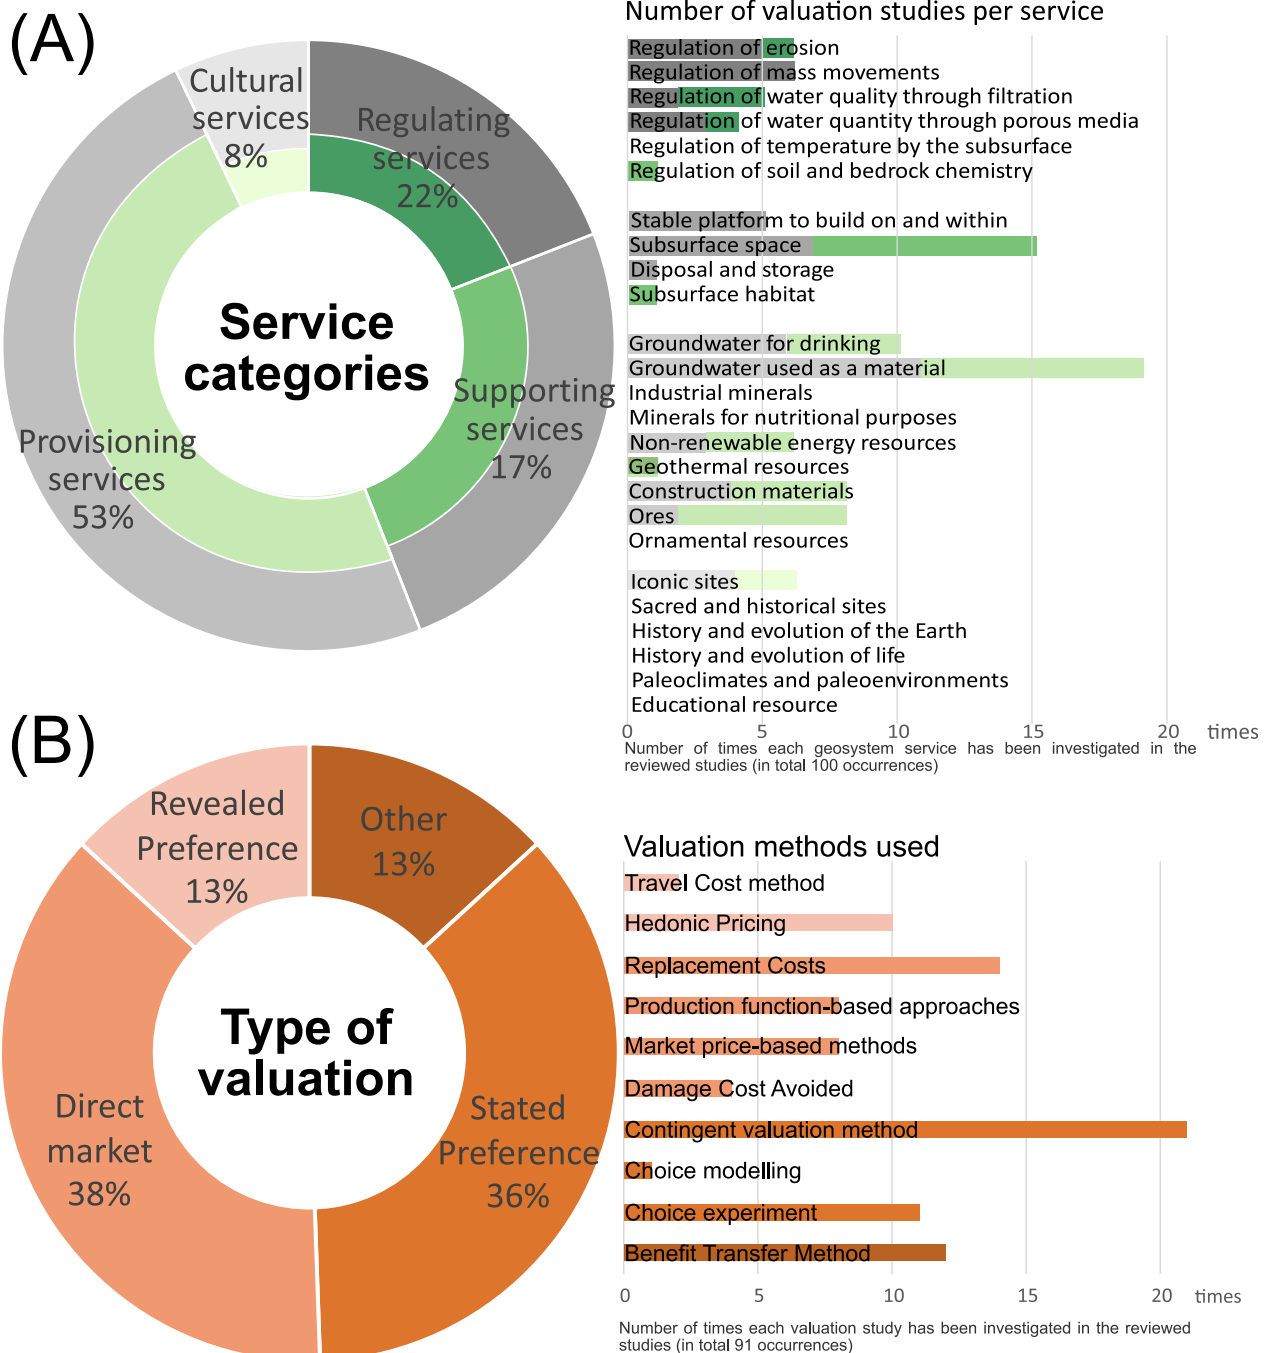 (A)
Cultural
services
8%
Regulating
services
22%
Service
categories
Provisioning
services
53%
Supporting
services
17%
Number of valuation studies per service
Regulation of erosion
Regulation of mass movements
Regulation of water quality through filtration
Regulation of water quantity through porous media
Regulation of temperature by the subsurface
Regulation of soil and bedrock chemistry
Stable platform to build on and within
Subsurface space
Disposal and storage
Subsurface habitat
Groundwater for drinking
Groundwater used as a material
Industrial minerals
Minerals for nutritional purposes
Non-renewable energy resources
Geothermal resources
Construction materials
Ores
Ornamental resources
Iconic sites
Sacred and historical sites
History and evolution of the Earth
History and evolution of life
Paleoclimates and paleoenvironments
Educational resource
0 5 10 15 20 times
Number of times each geosystem service has been investigated in the
reviewed studies (in total 100 occurrences)
(B)
Revealed
Preference
13%
Other
13%
Type of
valuation
Direct
market
38%
Stated
Preference
36%
Valuation methods used
Travel Cost method
Hedonic Pricing
Replacement Costs
Production function-based approaches
Market price-based methods
Damage Cost Avoided
Contingent valuation method
Choice modelling
Choice experiment
Benefit Transfer Method
0 5 10 15 20 times
Number of times each valuation study has been investigated in the reviewed
studies (in total 91 occurrences)